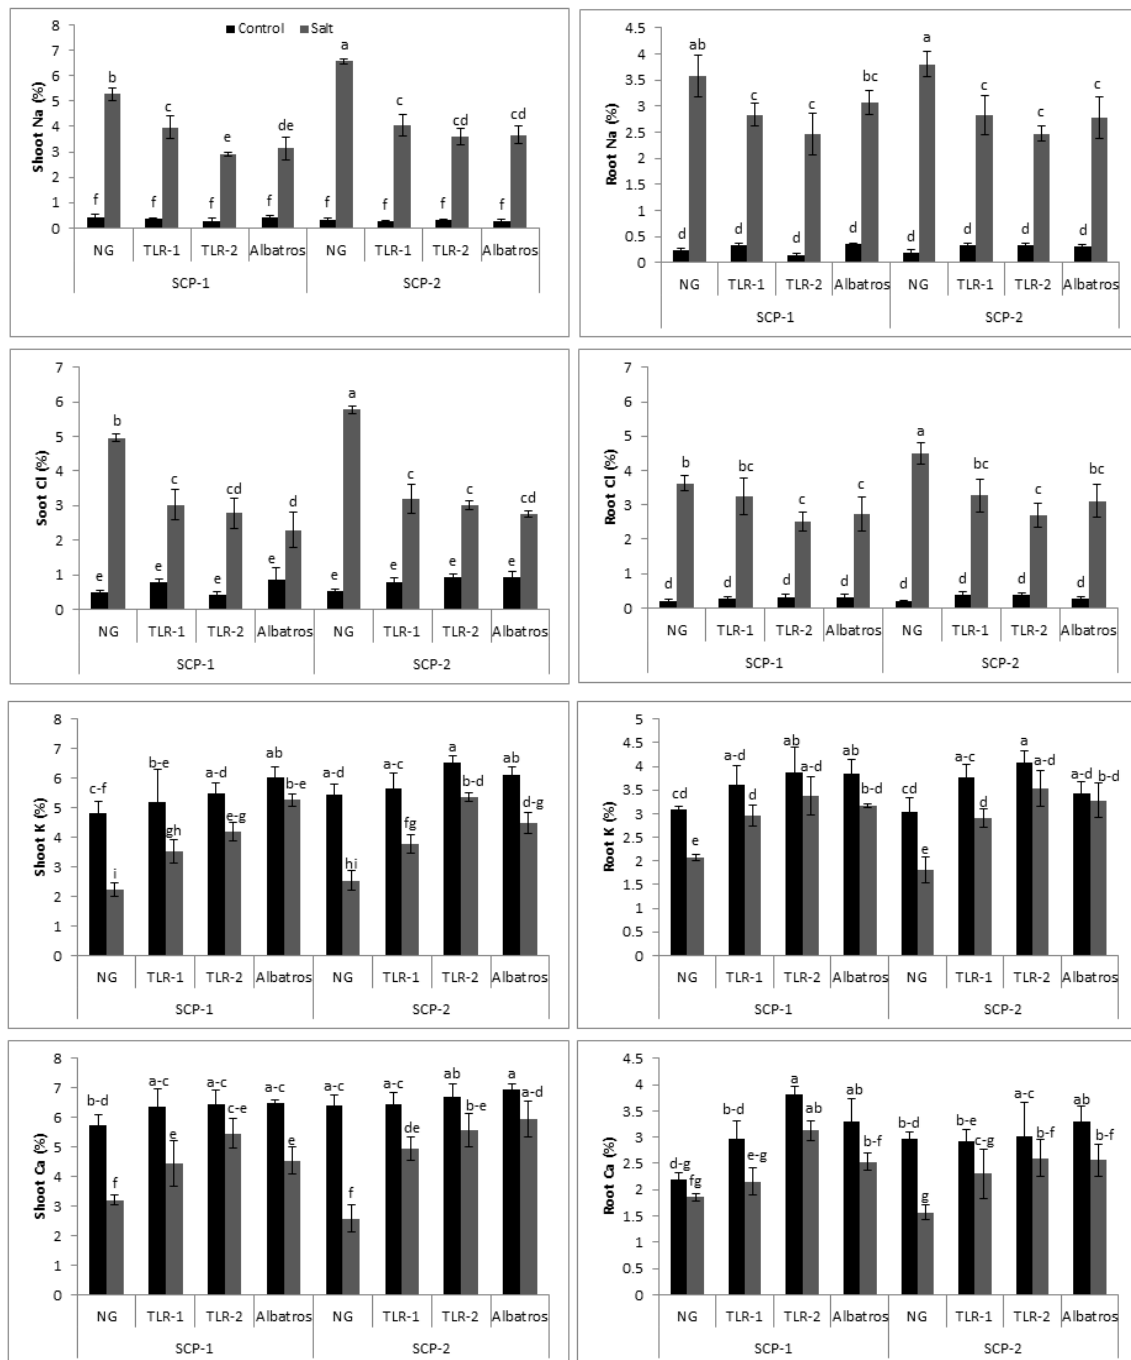 Control Salt
Shoot Na (%)
8
7
6
5
4
3
2
1
0
b c e de a c cd cd
f f f f f f f f
NG TLR-1 TLR-2 Albatros NG TLR-1 TLR-2 Albatros
SCP-1 SCP-2
Root Na (%)
4.5
4
3.5
3
2.5
2
1.5
1
0.5
0
ab c c bc a c c c
d d d d d d d d
NG TLR-1 TLR-2 Albatros NG TLR-1 TLR-2 Albatros
SCP-1 SCP-2
Soot Cl (%)
7
6
5
4
3
2
1
0
b c cd d a c c cd
e e e e e e e e
NG TLR-1 TLR-2 Albatros NG TLR-1 TLR-2 Albatros
SCP-1 SCP-2
Root Cl (%)
7
6
5
4
3
2
1
0
b bc c c a bc c bc
d d d d d d d d
NG TLR-1 TLR-2 Albatros NG TLR-1 TLR-2 Albatros
SCP-1 SCP-2
Shoot K (%)
8
7
6
5
4
3
2
1
0
c-f b-e a-d ab a-d a-c a ab
i gh e-g b-e hi fg b-d d-g
NG TLR-1 TLR-2 Albatros NG TLR-1 TLR-2 Albatros
SCP-1 SCP-2
Root K (%)
5
4.5
4
3.5
3
2.5
2
1.5
1
0.5
0
cd a-d ab ab cd a-c a a-d
e d a-d b-d e d a-d b-d
NG TLR-1 TLR-2 Albatros NG TLR-1 TLR-2 Albatros
SCP-1 SCP-2
Shoot Ca (%)
8
7
6
5
4
3
2
1
0
b-d a-c a-c a-c a-c a-c ab a
f e c-e e f de b-e a-d
NG TLR-1 TLR-2 Albatros NG TLR-1 TLR-2 Albatros
SCP-1 SCP-2
Root Ca (%)
4.5
4
3.5
3
2.5
2
1.5
1
0.5
0
d-g b-d a ab b-d b-e a-c ab
fg e-g ab b-f g c-g b-f b-f
NG TLR-1 TLR-2 Albatros NG TLR-1 TLR-2 Albatros
SCP-1 SCP-2